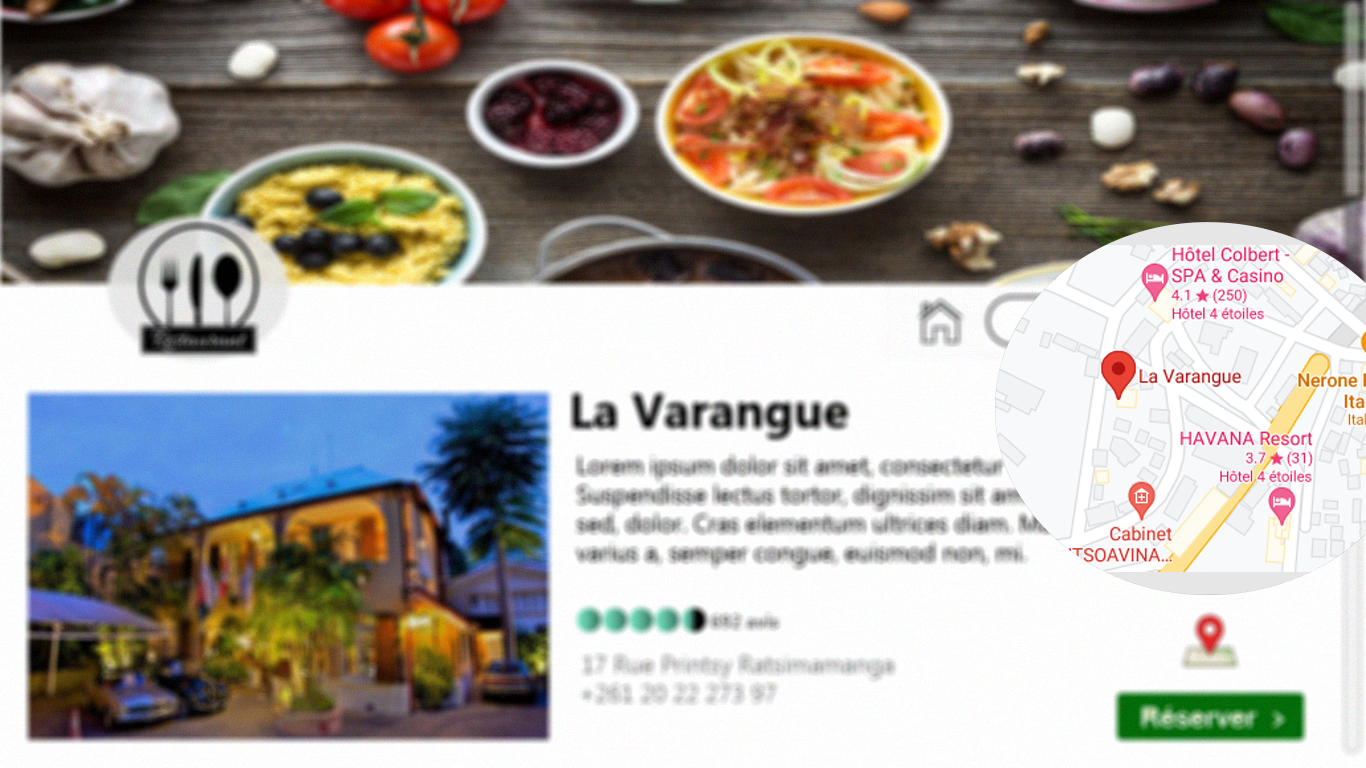 Restaurant
Hôtel Colbert -
SPA & Casino
4.1 ★ (250)
Hôtel 4 étoiles
La Varangue
Nerone
Ita
Ital
HAVANA Resort
3.7 ★ (31)
Hôtel 4 étoiles
Cabinet
'TSOAVINA...
La Varangue
Lorem ipsum dolor sit amet, consectetur
Suspendisse lectus tortor, dignissim sit am
sed, dolor. Cras elementum ultrices diam. M
varius a, semper congue, euismod non, mi.
692 avis
17 Rue Printsy Ratsimamanga
+261 20 22 273 97
Réserver >